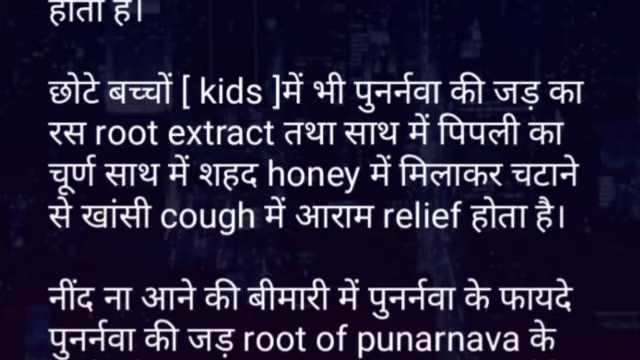 होता है।
छोटे बच्चों [ kids ]में भी पुनर्नवा की जड़ का
रस root extract तथा साथ में पिपली का
चूर्ण साथ में शहद honey में मिलाकर चटाने
से खांसी cough में आराम relief होता है।
नींद ना आने की बीमारी में पुनर्नवा के फायदे
पुनर्नवा की जड़ root of punarnava के